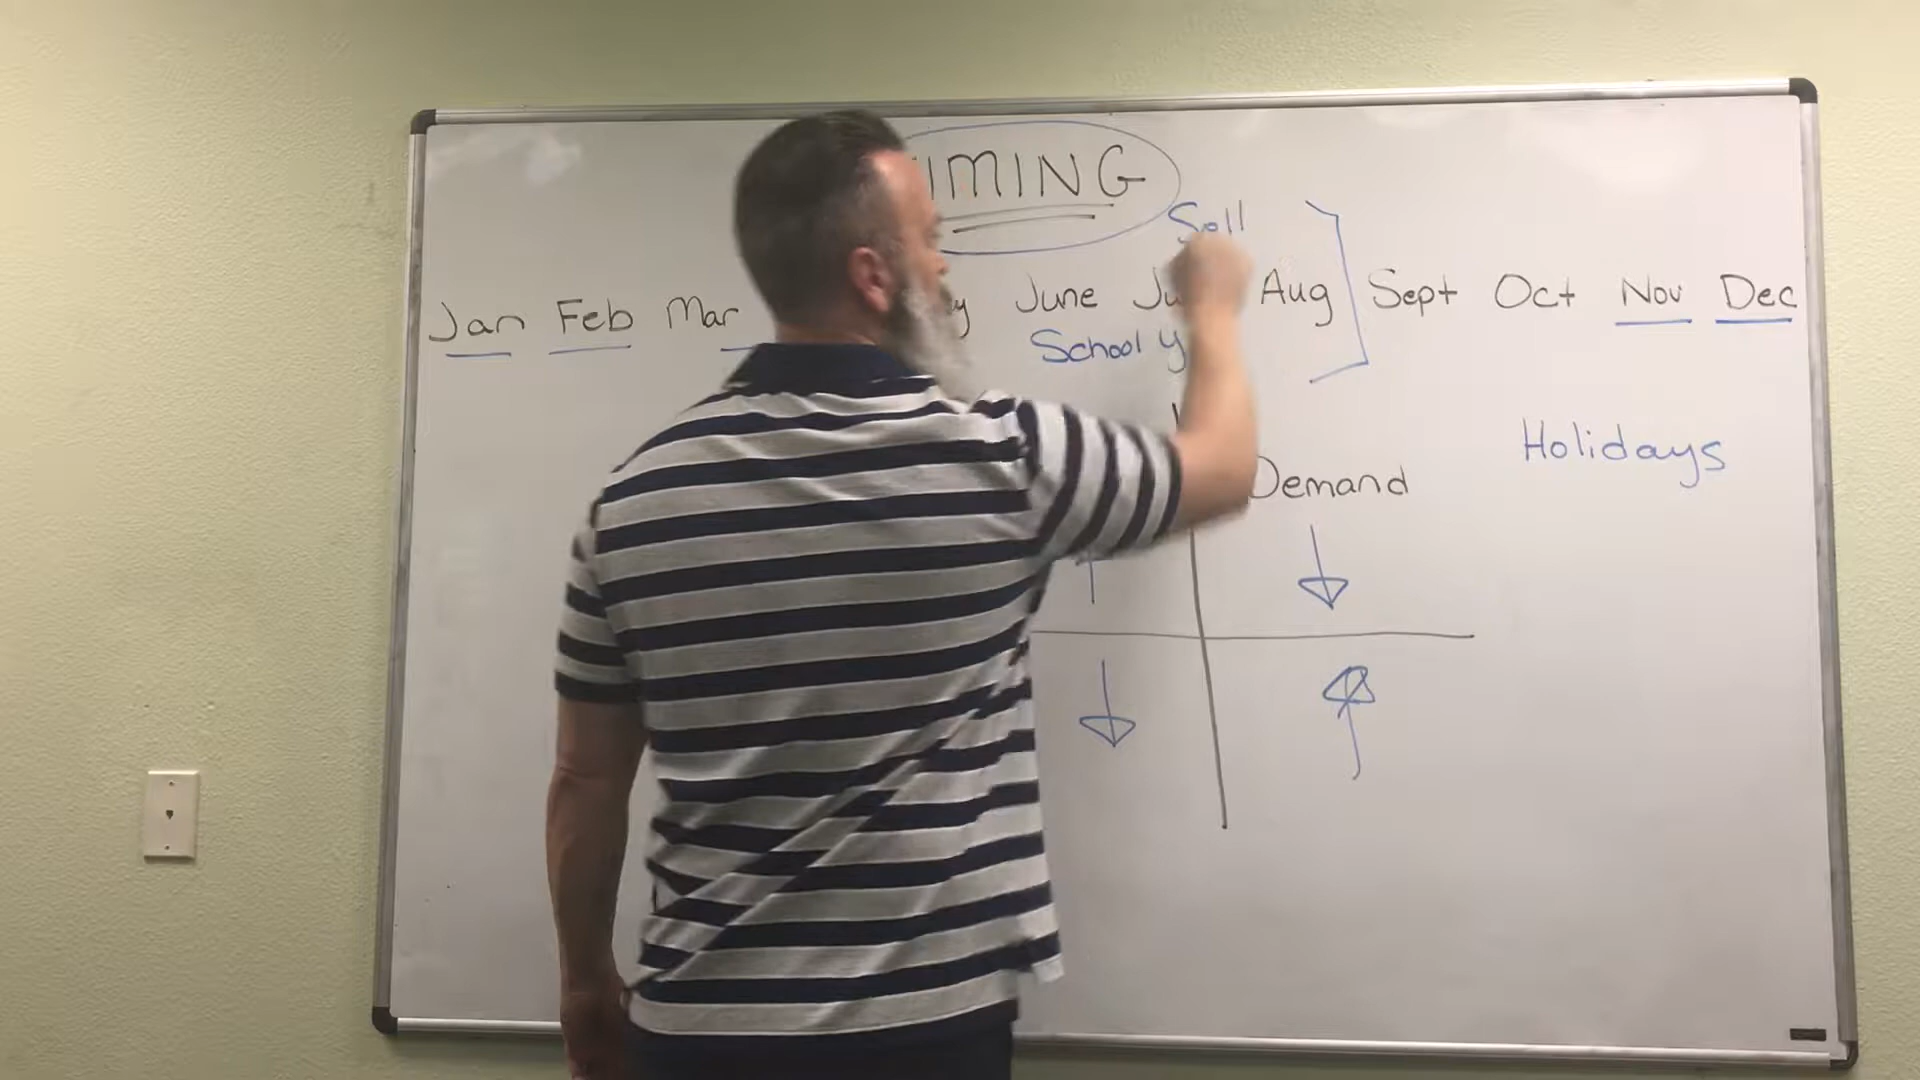 IMING
Sell
Jan Feb Mar y June Ju Aug Sept Oct Nov Dec
School y
Holidays
Demand